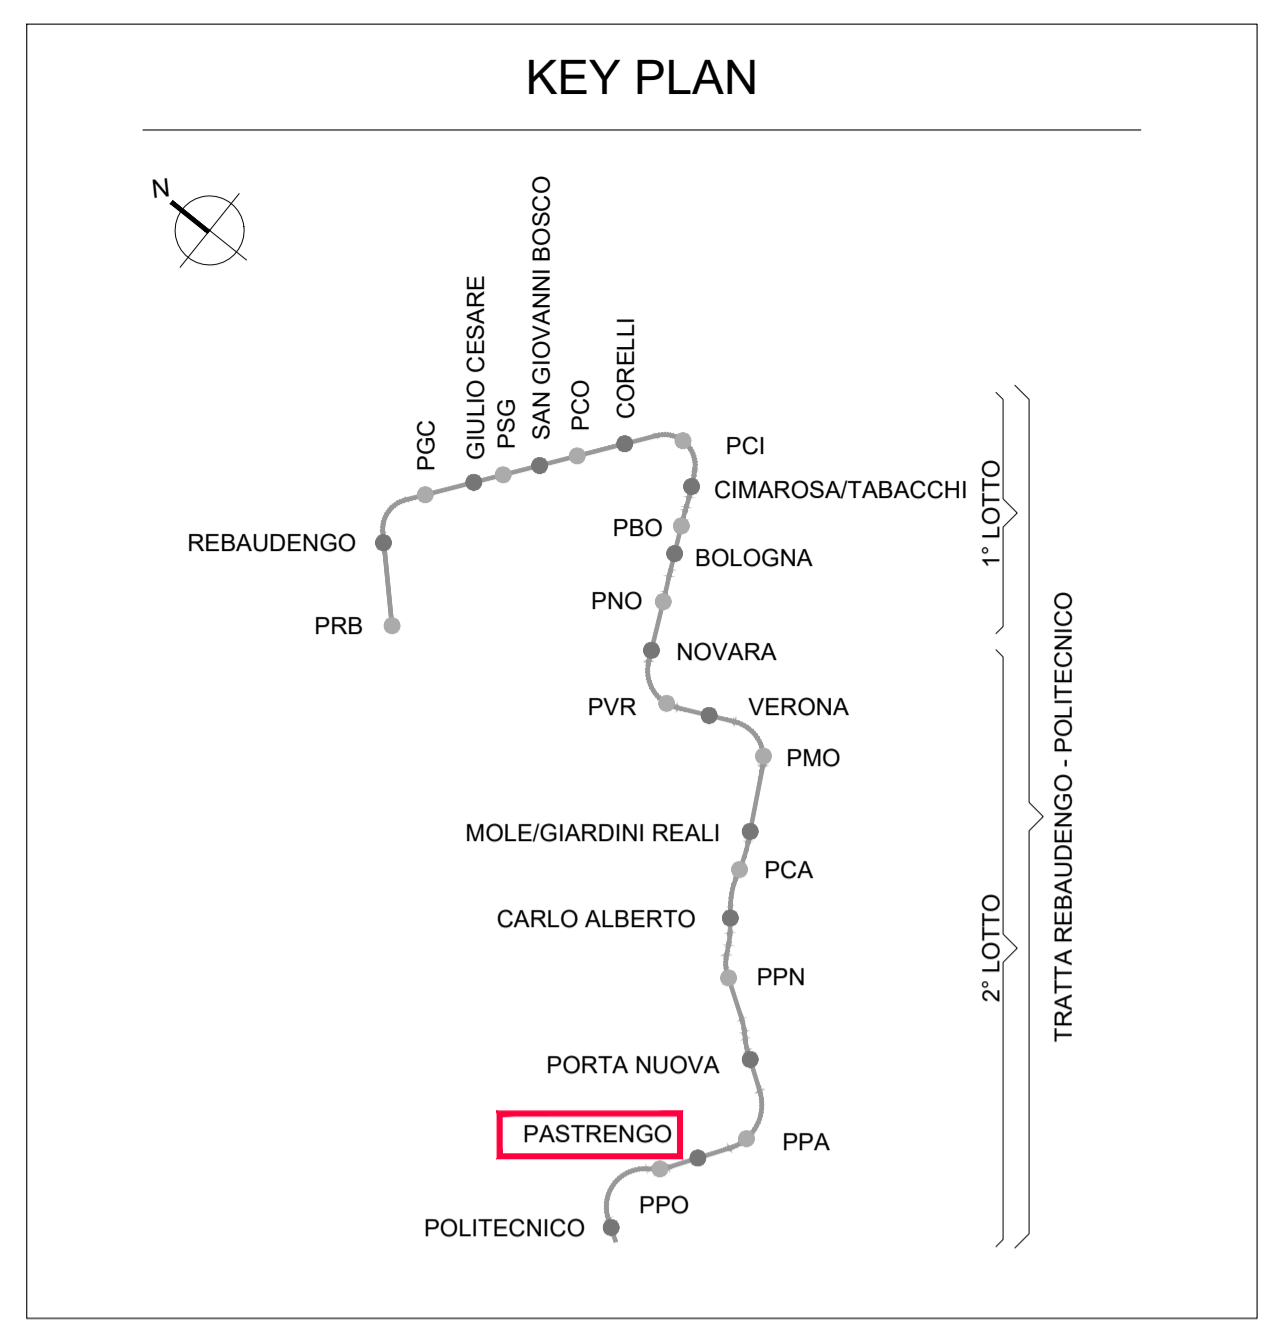 KEY PLAN
N
PGC
GIULIO CESARE
PSG
SAN GIOVANNI BOSCO
PCO
CORELLI
PCI
CIMAROSA/TABACCHI
PBO
REBAUDENGO
BOLOGNA
PNO
PRB
NOVARA
PVR
VERONA
PMO
MOLE/GIARDINI REALI
PCA
CARLO ALBERTO
PPN
PORTA NUOVA
PASTRENGO
PPA
PPO
POLITECNICO
1° LOTTO
2° LOTTO
TRATTA REBAUDENGO - POLITECNICO